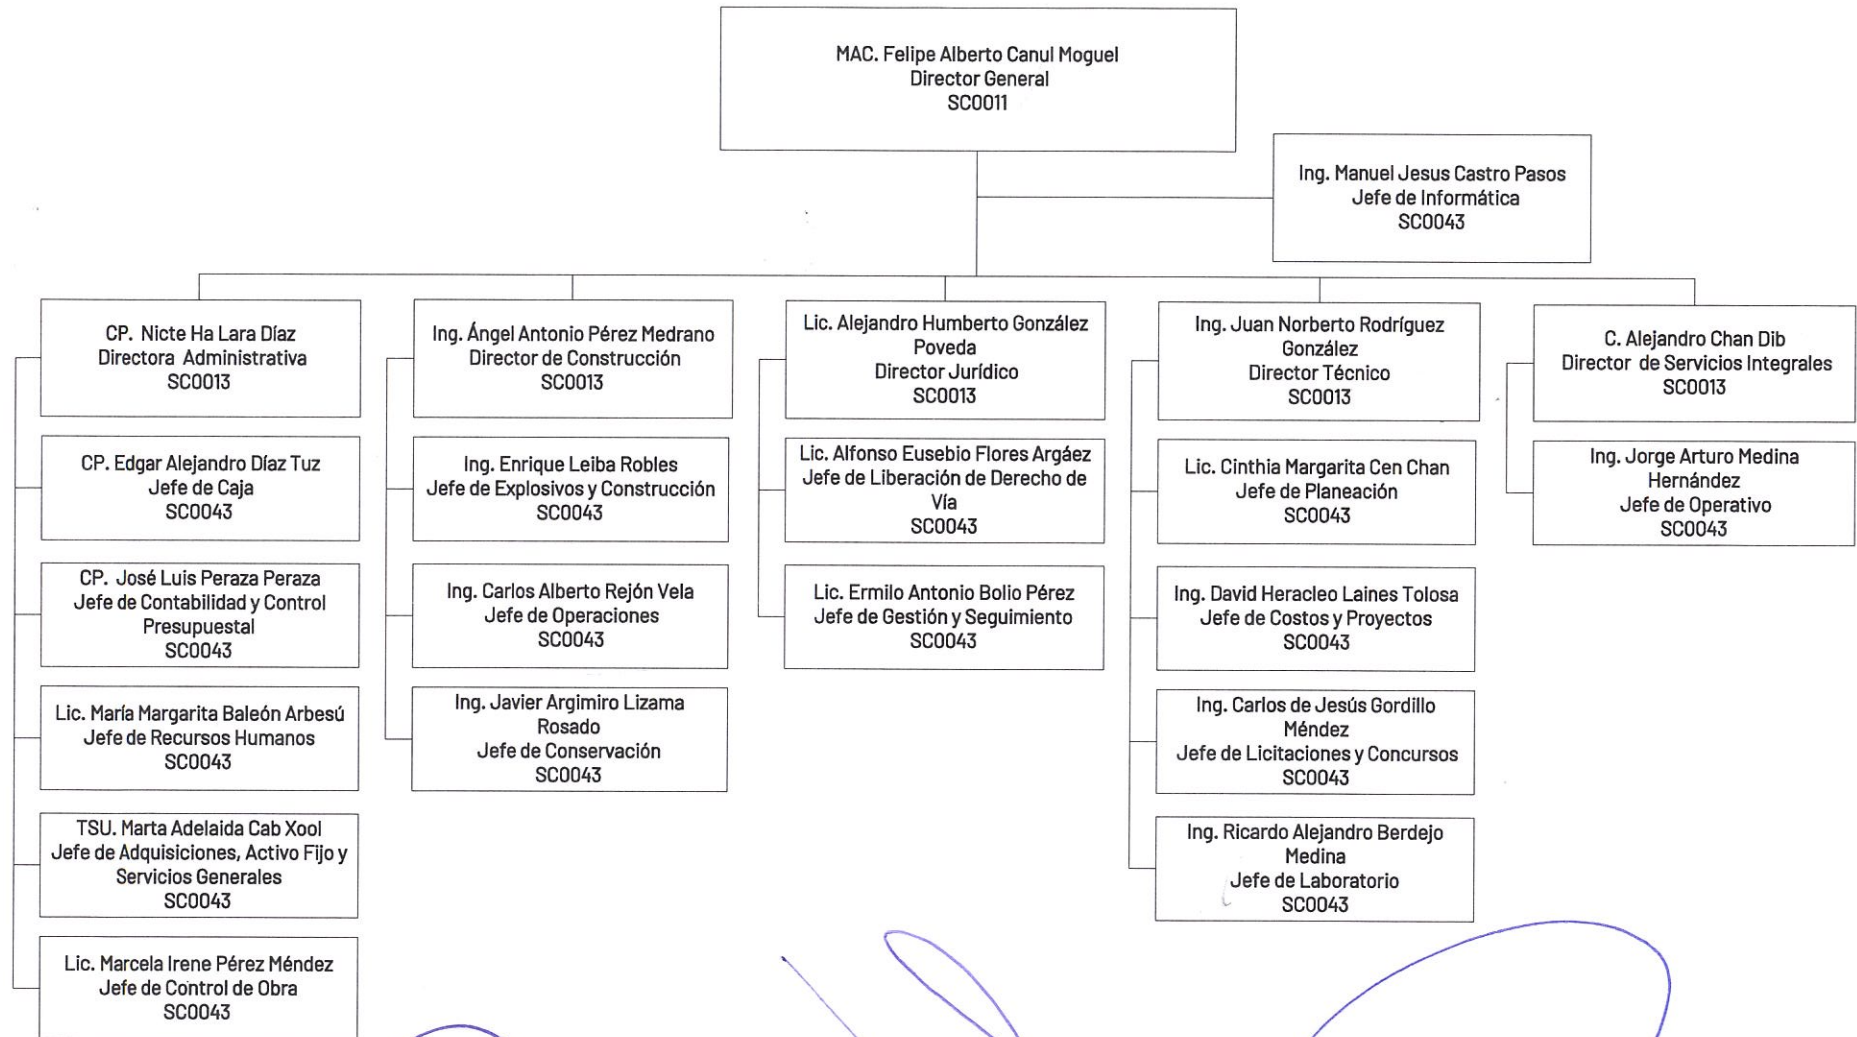 MAC. Felipe Alberto Canul Moguel
Director General
SC0011
Ing. Manuel Jesus Castro Pasos
Jefe de Informática
SC0043
CP. Nicte Ha Lara Díaz
Directora Administrativa
SC0013
CP. Edgar Alejandro Díaz Tuz
Jefe de Caja
SC0043
CP. José Luis Peraza Peraza
Jefe de Contabilidad y Control
Presupuestal
SC0043
Lic. María Margarita Baleón Arbesú
Jefe de Recursos Humanos
SC0043
TSU. Marta Adelaida Cab Xool
Jefe de Adquisiciones, Activo Fijo y
Servicios Generales
SC0043
Lic. Marcela Irene Pérez Méndez
Jefe de Control de Obra
SC0043
Ing. Ángel Antonio Pérez Medrano
Director de Construcción
SC0013
Ing. Enrique Leiba Robles
Jefe de Explosivos y Construcción
SC0043
Ing. Carlos Alberto Rejón Vela
Jefe de Operaciones
SC0043
Ing. Javier Argimiro Lizama
Rosado
Jefe de Conservación
SC0043
Lic. Alejandro Humberto González
Poveda
Director Jurídico
SC0013
Lic. Alfonso Eusebio Flores Argáez
Jefe de Liberación de Derecho de
Vía
SC0043
Lic. Ermilo Antonio Bolio Pérez
Jefe de Gestión y Seguimiento
SC0043
Ing. Juan Norberto Rodríguez
González
Director Técnico
SC0013
Lic. Cinthia Margarita Cen Chan
Jefe de Planeación
SC0043
Ing. David Heracleo Laines Tolosa
Jefe de Costos y Proyectos
SC0043
Ing. Carlos de Jesús Gordillo
Méndez
Jefe de Licitaciones y Concursos
SC0043
Ing. Ricardo Alejandro Berdejo
Medina
Jefe de Laboratorio
SC0043
C. Alejandro Chan Dib
Director de Servicios Integrales
SC0013
Ing. Jorge Arturo Medina
Hernández
Jefe de Operativo
SC0043